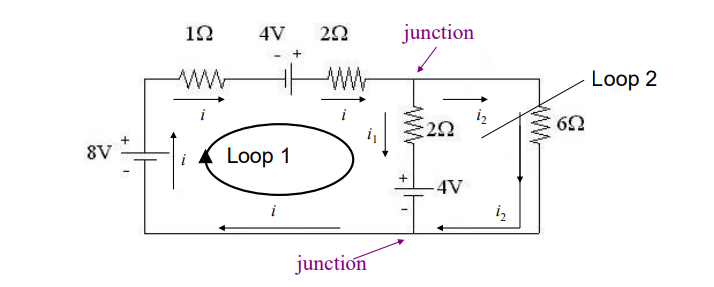 1Ω 4V 2Ω junction
- +
Loop 2
i i i₁ i₂
2Ω 6Ω
+
8V i Loop 1
-
+
4V
-
i i₂
junction